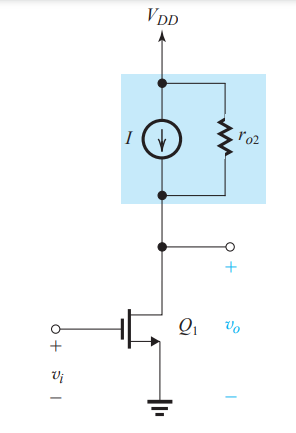 V_DD
I
r_o2
+
Q_1
v_o
+
v_i
−
−